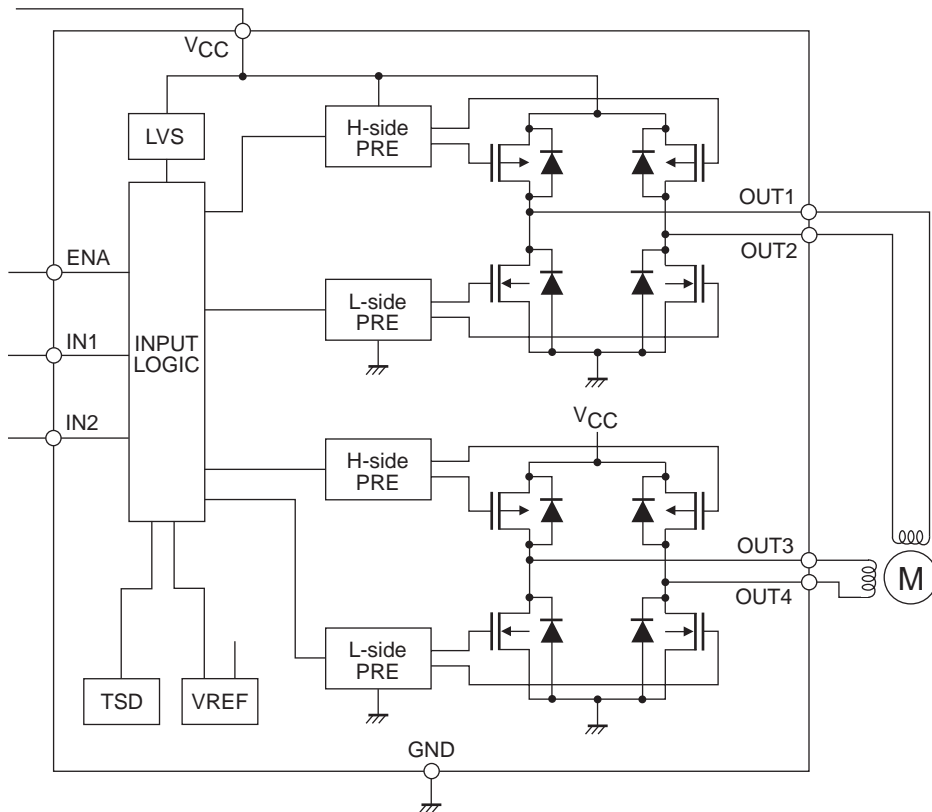 VCC
LVS
H-side
PRE
OUT1
OUT2
ENA
L-side
PRE
INPUT
LOGIC
IN1
IN2
VCC
H-side
PRE
OUT3
M
OUT4
L-side
PRE
TSD
VREF
GND